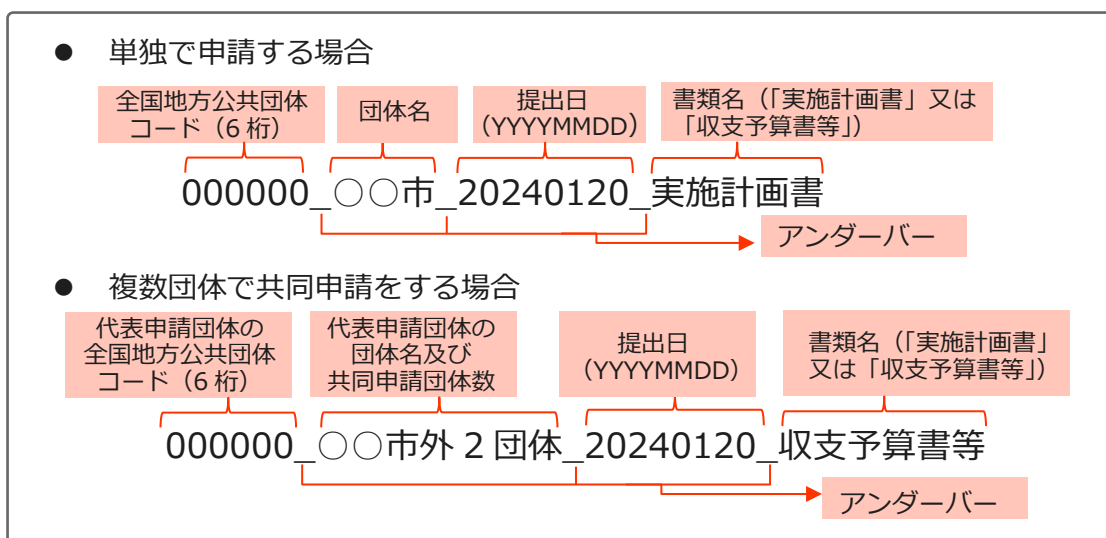 ● 単独で申請する場合
全国地方公共団体
コード（6 桁）
団体名
提出日
（YYYYMMDD）
書類名（「実施計画書」又は
「収支予算書等」）
000000_○○市_20240120_実施計画書
アンダーバー
● 複数団体で共同申請をする場合
代表申請団体の
全国地方公共団体
コード（6 桁）
代表申請団体の
団体名及び
共同申請団体数
提出日
（YYYYMMDD）
書類名（「実施計画書」
又は「収支予算書等」）
000000_○○市外 2 団体_20240120_収支予算書等
アンダーバー